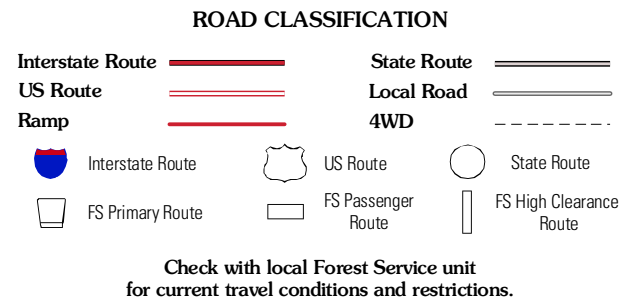 ROAD CLASSIFICATION
Interstate Route
State Route
US Route
Local Road
Ramp
4WD
Interstate Route
US Route
State Route
FS Primary Route
FS Passenger
Route
FS High Clearance
Route
Check with local Forest Service unit
for current travel conditions and restrictions.